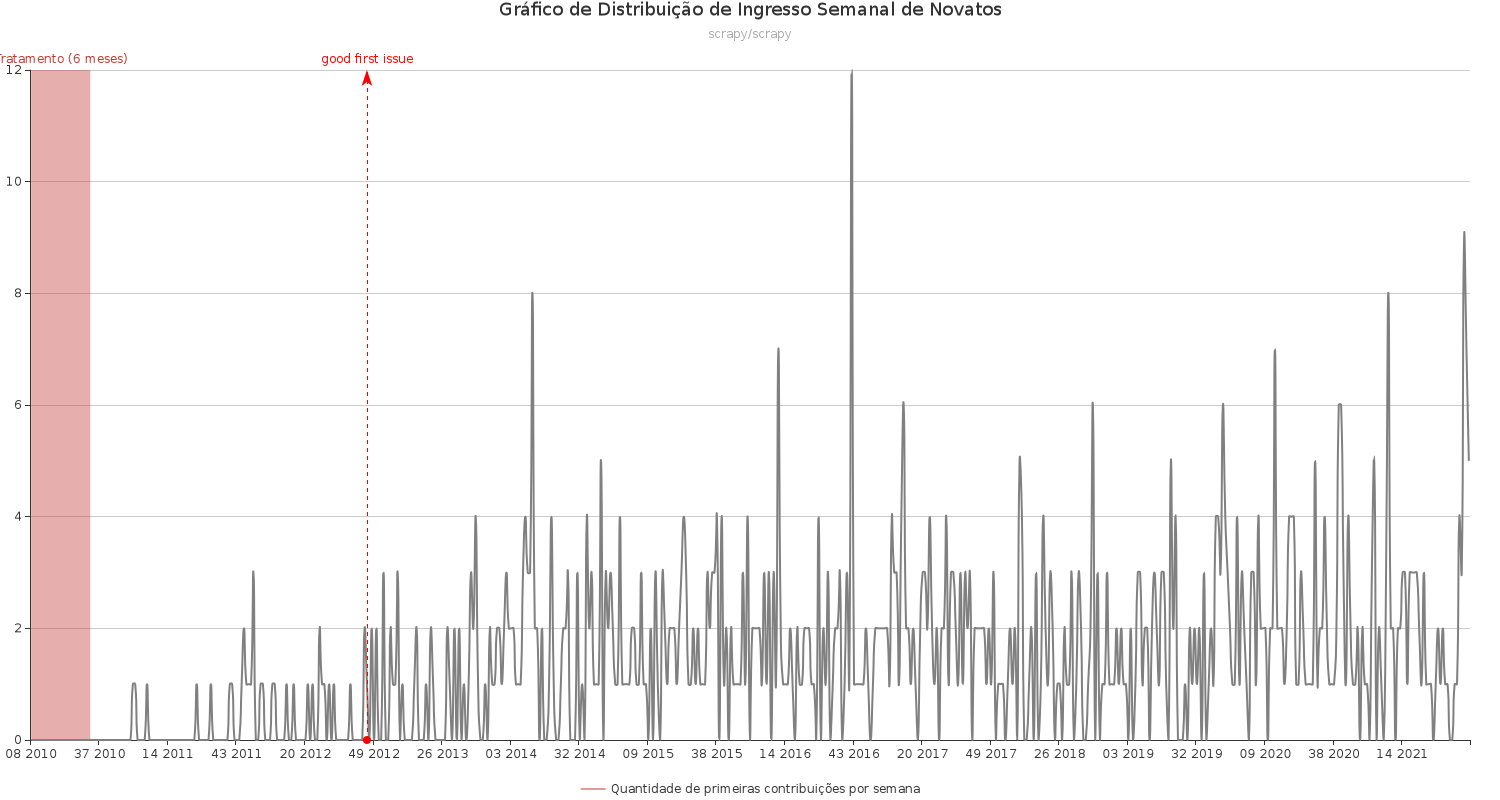 Gráfico de Distribuição de Ingresso Semanal de Novatos
scrapy/scrapy
Tratamento (6 meses)
good first issue
12
10
8
6
4
2
0
08 2010 37 2010 14 2011 43 2011 20 2012 49 2012 26 2013 03 2014 32 2014 09 2015 38 2015 14 2016 43 2016 20 2017 49 2017 26 2018 03 2019 32 2019 09 2020 38 2020 14 2021
Quantidade de primeiras contribuições por semana